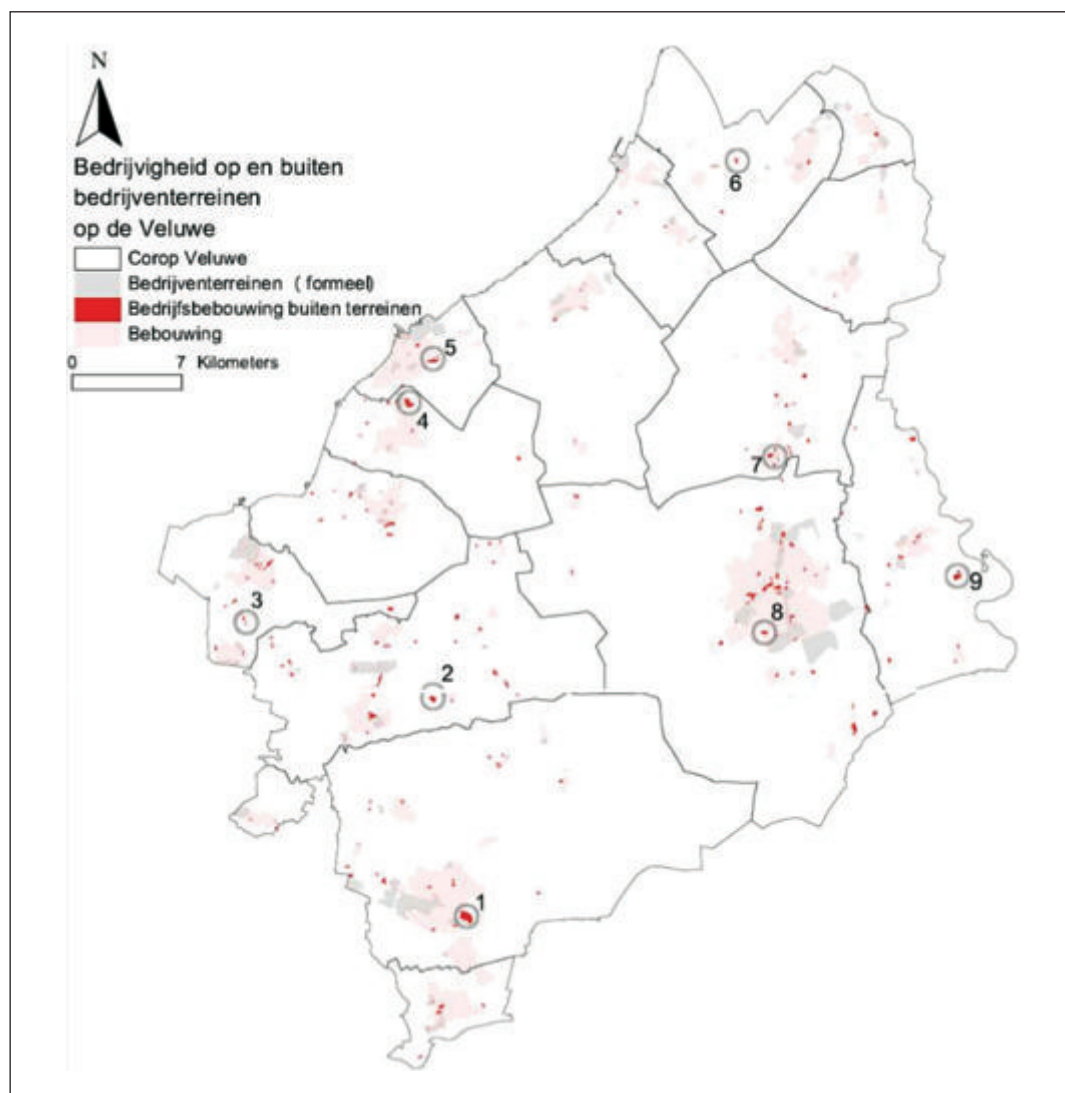 N
Bedrijvigheid op en buiten
bedrijventerreinen
op de Veluwe
Corop Veluwe
Bedrijventerreinen ( formeel)
Bedrijfsbebouwing buiten terreinen
Bebouwing
0 7 Kilometers
6
5
4
7
9
3
8
2
1